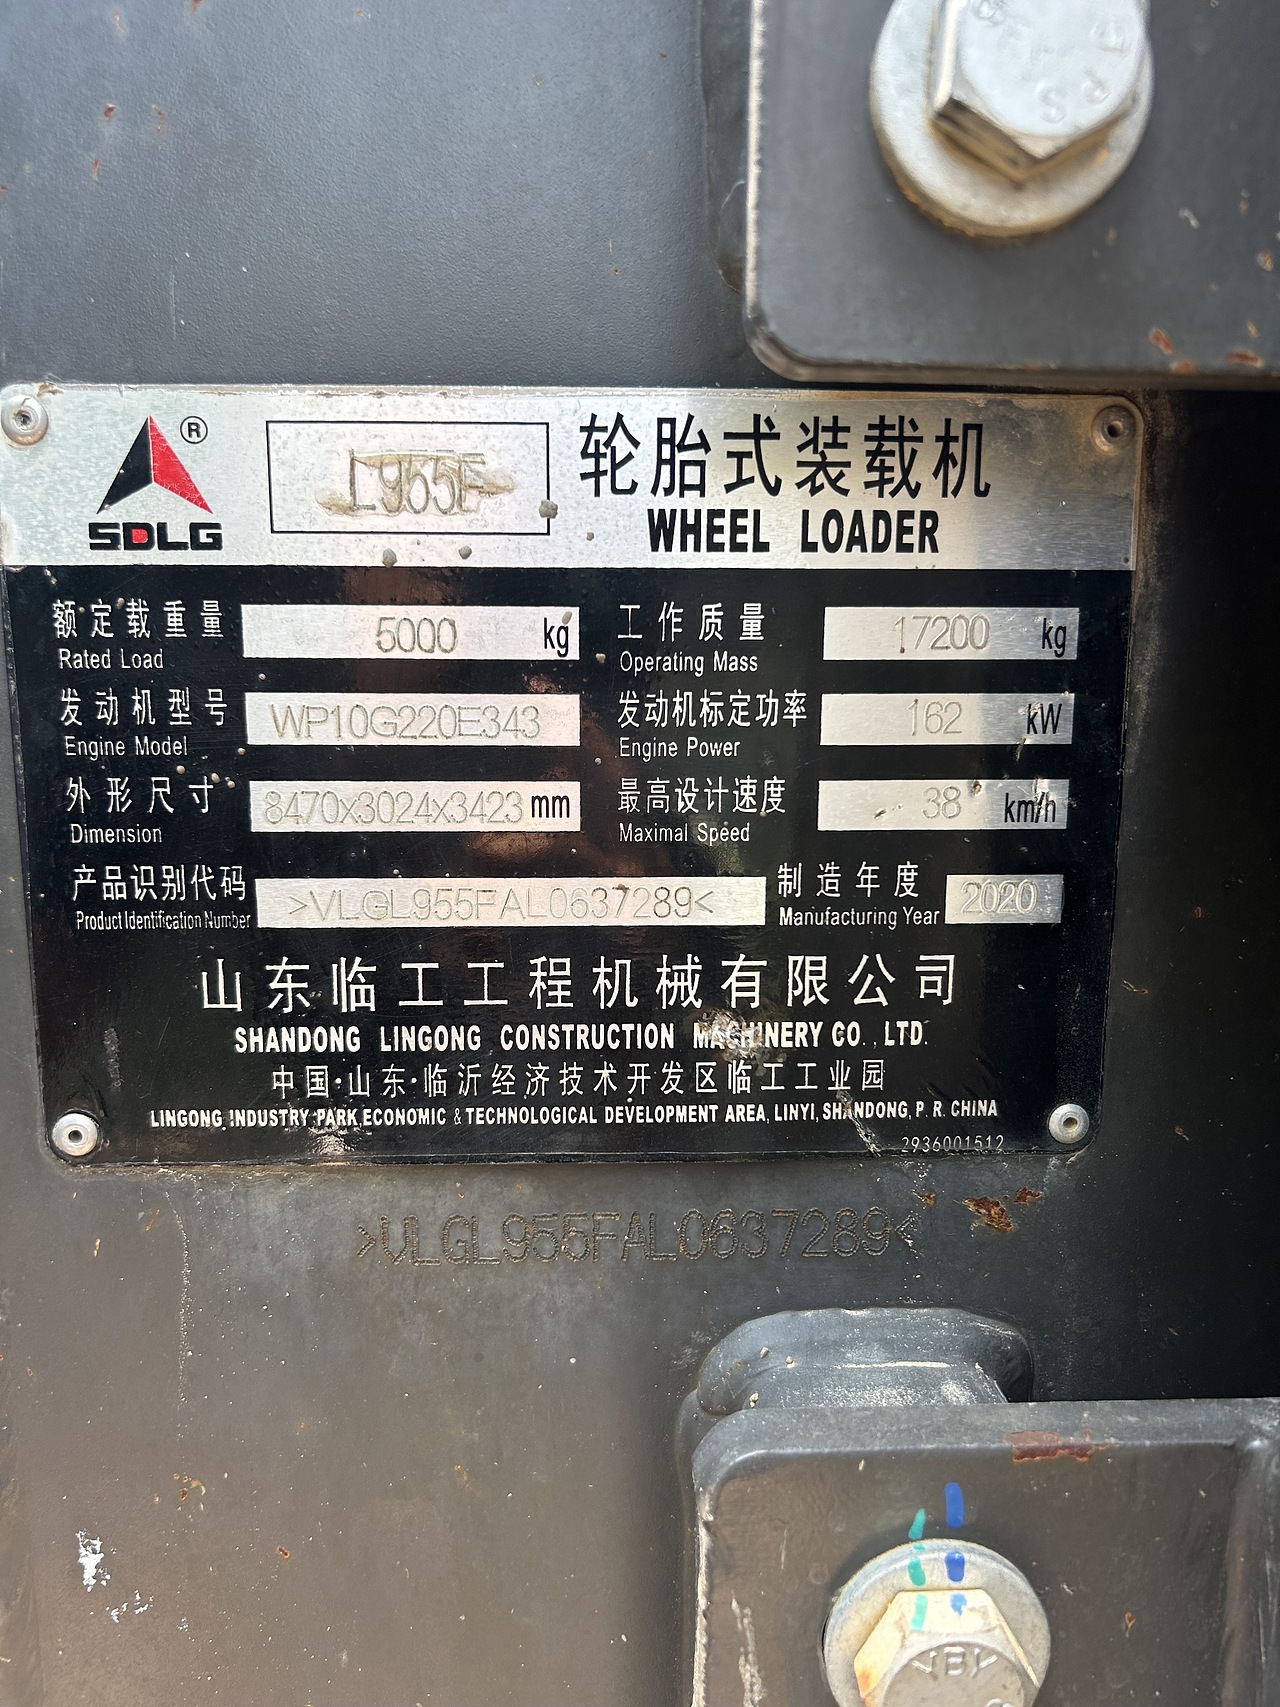 SDLG ® L955F 轮胎式装载机
WHEEL LOADER
额定载重量 5000 kg 工作质量 17200 kg
Rated Load Operating Mass
发动机型号 WP10G220E343 发动机标定功率 162 kW
Engine Model Engine Power
外形尺寸 8470x3024x3423 mm 最高设计速度 38 km/h
Dimension Maximal Speed
产品识别代码 >VLGL955FAL0637289< 制造年度 2020
Product Identification Number Manufacturing Year
山东临工工程机械有限公司
SHANDONG LINGONG CONSTRUCTION MACHINERY CO., LTD.
中国·山东·临沂经济技术开发区临工工业园
LINGONG INDUSTRY PARK ECONOMIC & TECHNOLOGICAL DEVELOPMENT AREA, LINYI, SHANDONG, P. R. CHINA
2936001512
>VLGL955FAL0637289<